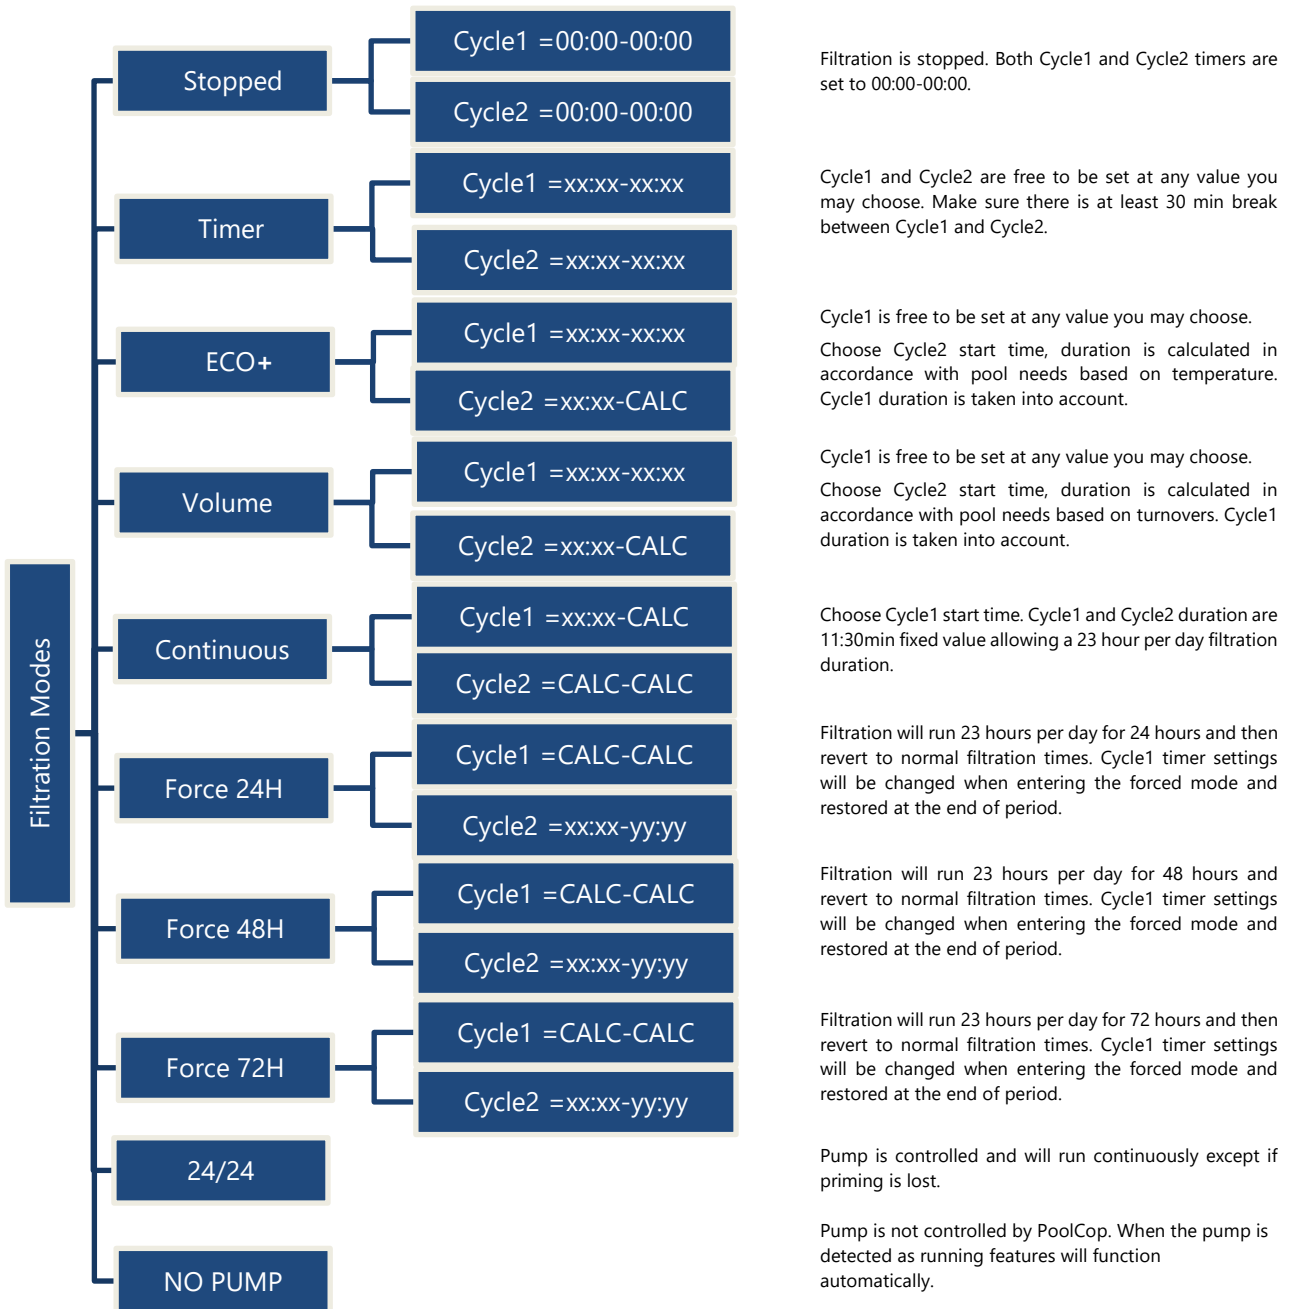 Filtration Modes
Stopped
Cycle1 =00:00-00:00
Cycle2 =00:00-00:00
Filtration is stopped. Both Cycle1 and Cycle2 timers are
set to 00:00-00:00.
Timer
Cycle1 =xx:xx-xx:xx
Cycle2 =xx:xx-xx:xx
Cycle1 and Cycle2 are free to be set at any value you
may choose. Make sure there is at least 30 min break
between Cycle1 and Cycle2.
ECO+
Cycle1 =xx:xx-xx:xx
Cycle2 =xx:xx-CALC
Cycle1 is free to be set at any value you may choose.
Choose Cycle2 start time, duration is calculated in
accordance with pool needs based on temperature.
Cycle1 duration is taken into account.
Volume
Cycle1 =xx:xx-xx:xx
Cycle2 =xx:xx-CALC
Cycle1 is free to be set at any value you may choose.
Choose Cycle2 start time, duration is calculated in
accordance with pool needs based on turnovers. Cycle1
duration is taken into account.
Continuous
Cycle1 =xx:xx-CALC
Cycle2 =CALC-CALC
Choose Cycle1 start time. Cycle1 and Cycle2 duration are
11:30min fixed value allowing a 23 hour per day filtration
duration.
Force 24H
Cycle1 =CALC-CALC
Cycle2 =xx:xx-yy:yy
Filtration will run 23 hours per day for 24 hours and then
revert to normal filtration times. Cycle1 timer settings
will be changed when entering the forced mode and
restored at the end of period.
Force 48H
Cycle1 =CALC-CALC
Cycle2 =xx:xx-yy:yy
Filtration will run 23 hours per day for 48 hours and
revert to normal filtration times. Cycle1 timer settings
will be changed when entering the forced mode and
restored at the end of period.
Force 72H
Cycle1 =CALC-CALC
Cycle2 =xx:xx-yy:yy
Filtration will run 23 hours per day for 72 hours and then
revert to normal filtration times. Cycle1 timer settings
will be changed when entering the forced mode and
restored at the end of period.
24/24
Pump is controlled and will run continuously except if
priming is lost.
NO PUMP
Pump is not controlled by PoolCop. When the pump is
detected as running features will function
automatically.